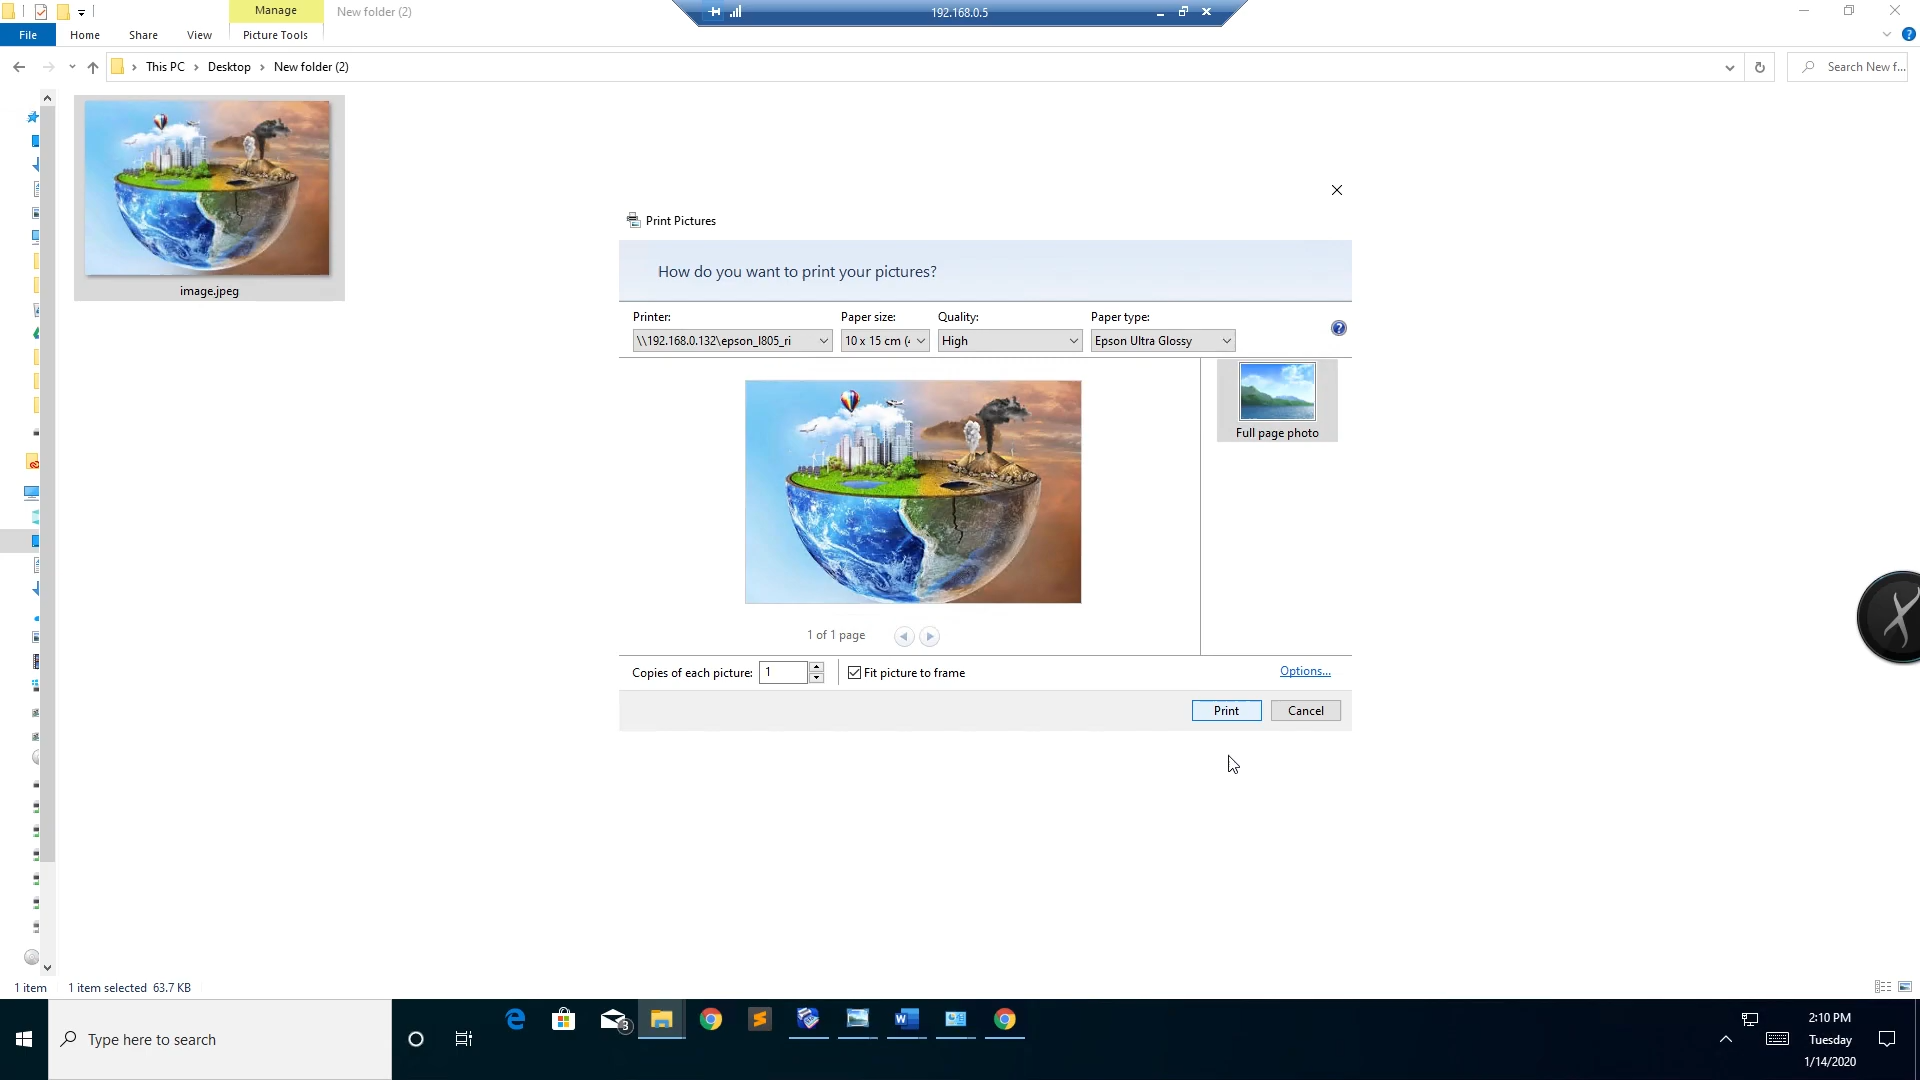 Manage
New folder (2)
192.168.0.5
File
Home
Share
View
Picture Tools
This PC
Desktop
New folder (2)
Search New f...
image.jpeg
Print Pictures
How do you want to print your pictures?
Printer:
Paper size:
Quality:
Paper type:
\\192.168.0.132\epson_l805_ri
10 x 15 cm (
High
Epson Ultra Glossy
Full page photo
1 of 1 page
Copies of each picture:
1
Fit picture to frame
Options...
Print
Cancel
1 item
1 item selected 63.7 KB
Type here to search
3
2:10 PM
Tuesday
1/14/2020